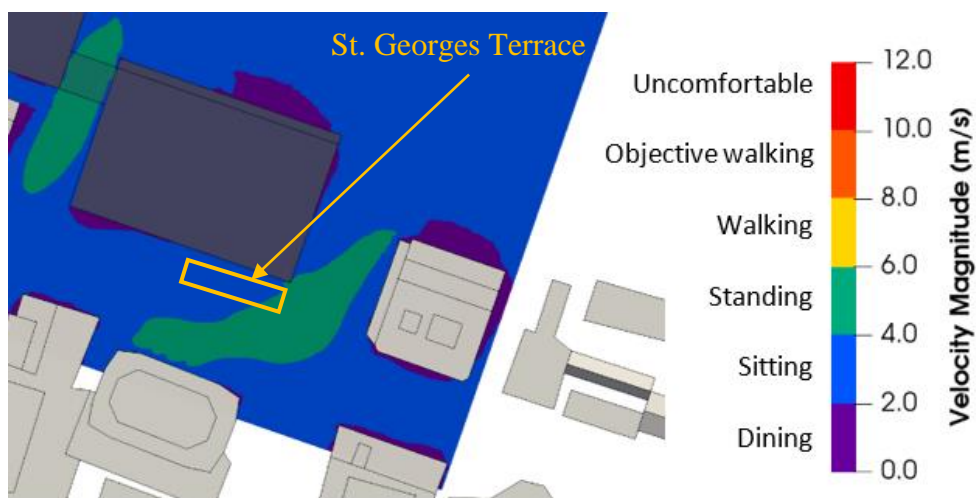 St. Georges Terrace
Uncomfortable
Objective walking
Walking
Standing
Sitting
Dining
12.0
10.0
8.0
6.0
4.0
2.0
0.0
Velocity Magnitude (m/s)